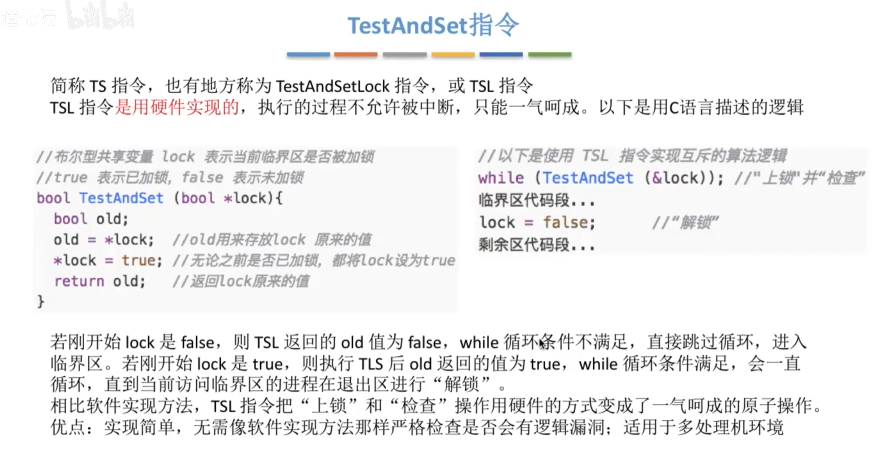 TestAndSet指令
简称 TS 指令，也有地方称为 TestAndSetLock 指令，或 TSL 指令
TSL 指令是用硬件实现的，执行的过程不允许被中断，只能一气呵成。以下是用C语言描述的逻辑
//布尔型共享变量 lock 表示当前临界区是否被加锁
//true 表示已加锁，false 表示未加锁
bool TestAndSet (bool *lock){
bool old;
old = *lock; //old用来存放lock 原来的值
*lock = true; //无论之前是否已加锁，都将lock设为true
return old; //返回lock原来的值
}
//以下是使用 TSL 指令实现互斥的算法逻辑
while (TestAndSet (&lock)); //"上锁"并“检查”
临界区代码段...
lock = false; //“解锁”
剩余区代码段...
若刚开始 lock 是 false，则 TSL 返回的 old 值为 false，while 循环条件不满足，直接跳过循环，进入
临界区。若刚开始 lock 是 true，则执行 TLS 后 old 返回的值为 true，while 循环条件满足，会一直
循环，直到当前访问临界区的进程在退出区进行“解锁”。
相比软件实现方法，TSL 指令把“上锁”和“检查”操作用硬件的方式变成了一气呵成的原子操作。
优点：实现简单，无需像软件实现方法那样严格检查是否会有逻辑漏洞；适用于多处理机环境